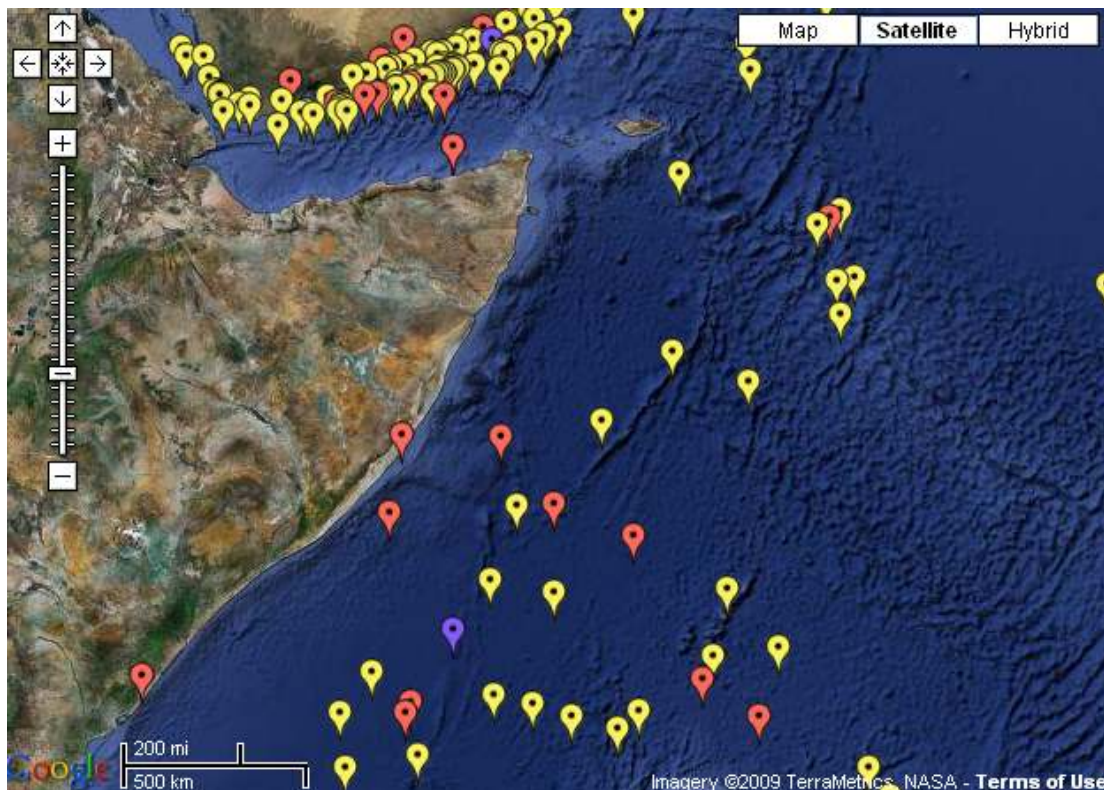 Map Satellite Hybrid
200 mi
500 km
Google
Imagery ©2009 TerraMetrics, NASA - Terms of Use